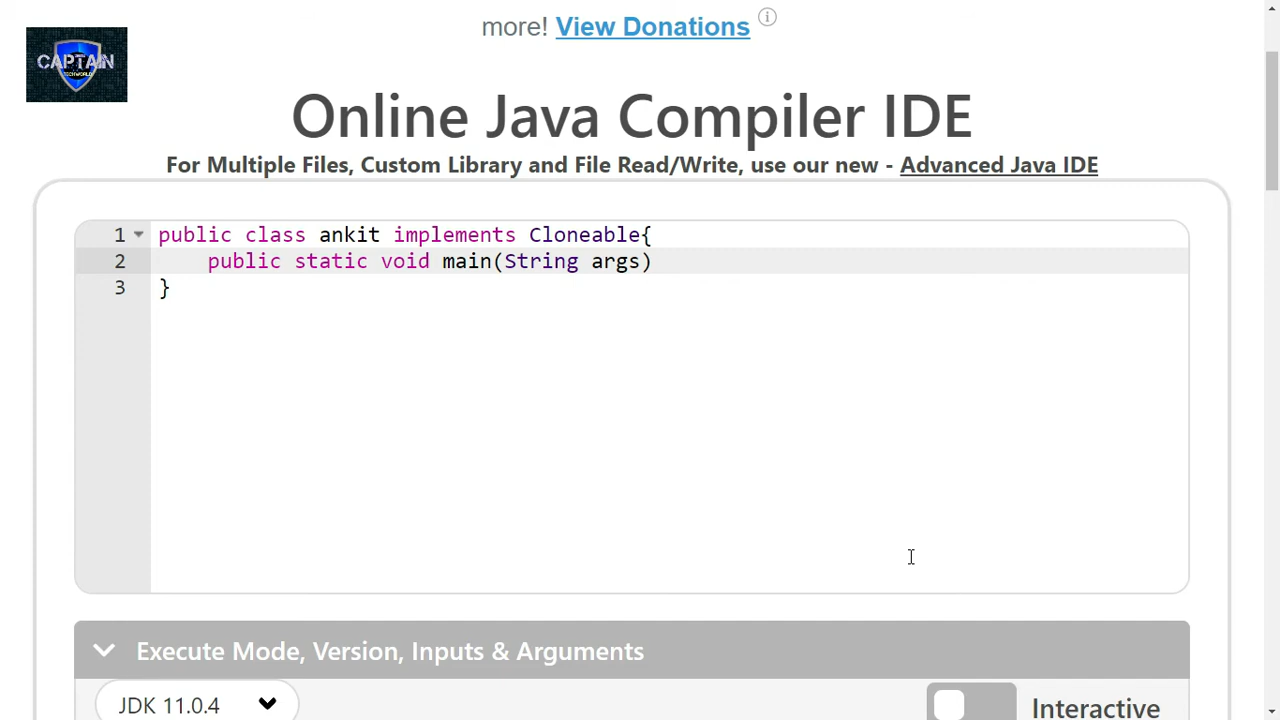 more! View Donations
CAPTAIN
TECHWORLD
Online Java Compiler IDE
For Multiple Files, Custom Library and File Read/Write, use our new - Advanced Java IDE
1 public class ankit implements Cloneable{
2 public static void main(String args)
3 }
Execute Mode, Version, Inputs & Arguments
JDK 11.0.4 Interactive